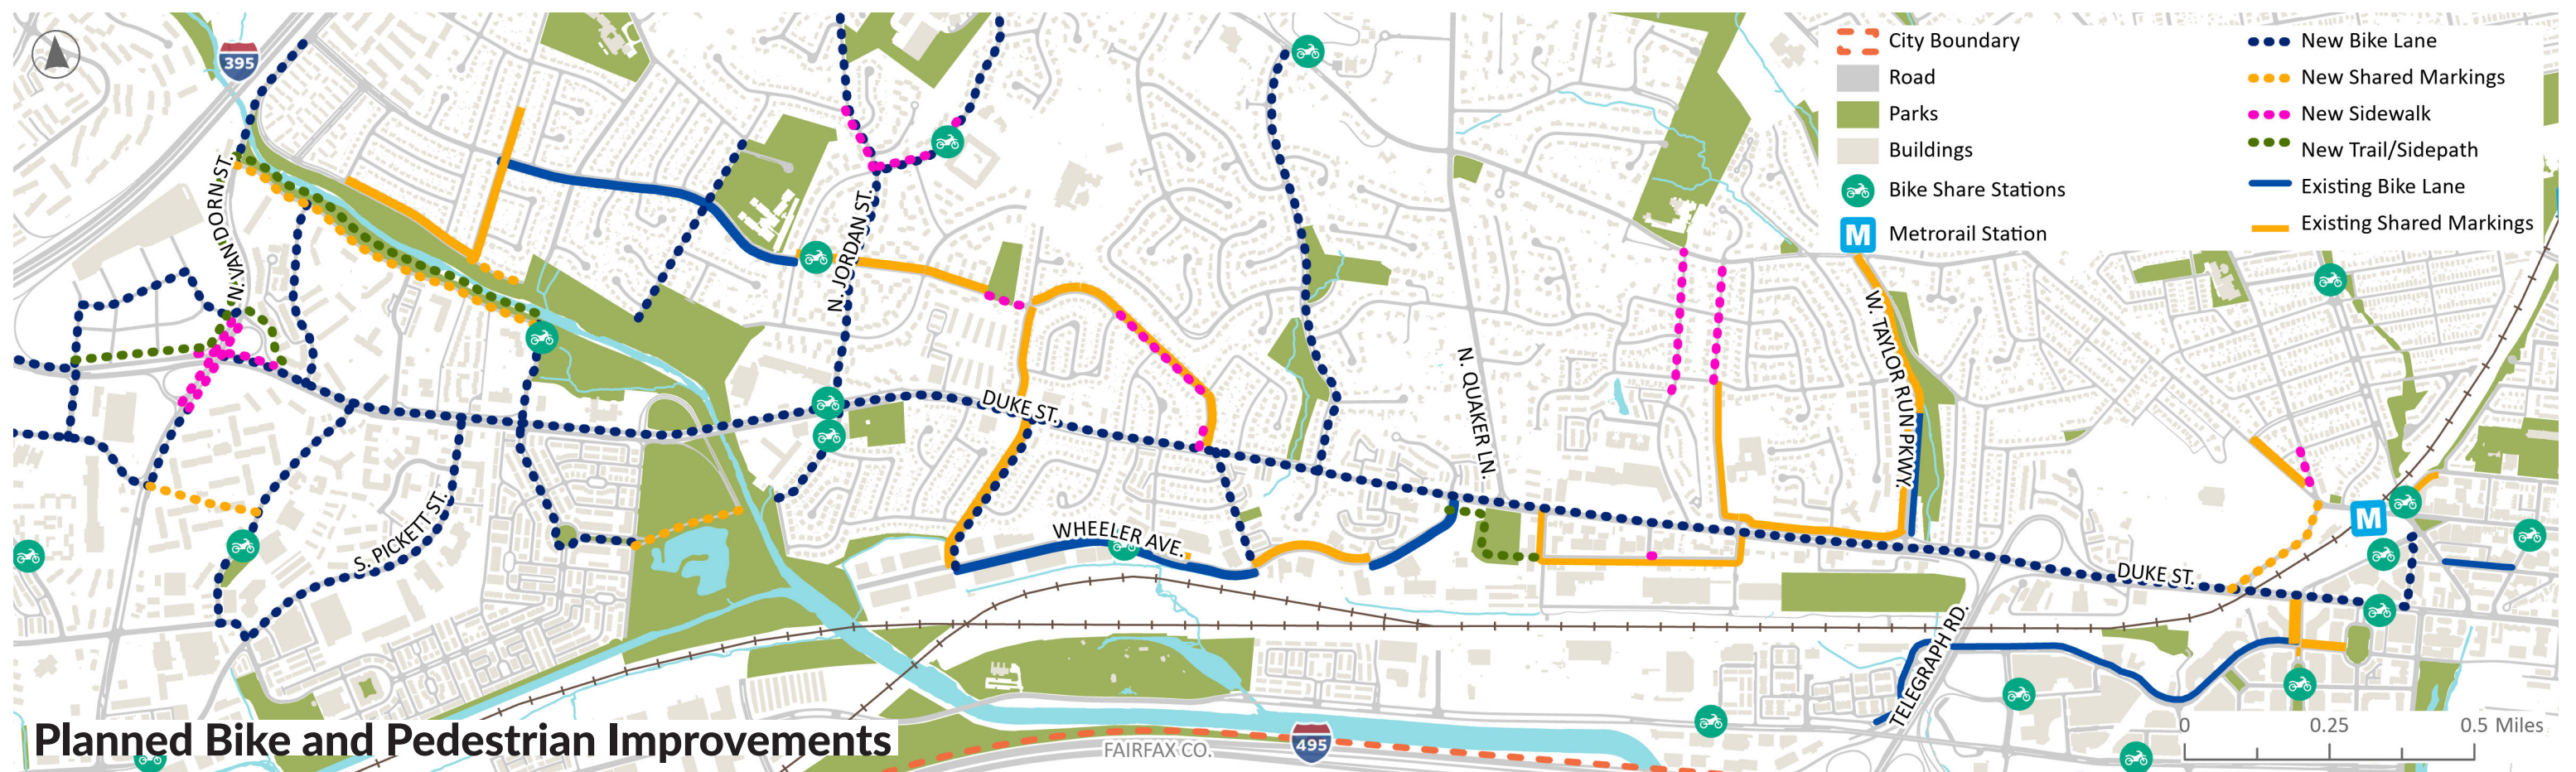 395
City Boundary
Road
Parks
Buildings
Bike Share Stations
M
Metrorail Station
New Bike Lane
New Shared Markings
New Sidewalk
New Trail/Sidepath
Existing Bike Lane
Existing Shared Markings
N. VAN DORN ST.
N. JORDAN ST.
DUKE ST.
N. QUAKER LN.
W. TAYLOR RUN PKWY.
S. PICKETT ST.
WHEELER AVE.
M
DUKE ST.
TELEGRAPH RD.
Planned Bike and Pedestrian Improvements
FAIRFAX CO.
495
0 0.25 0.5 Miles